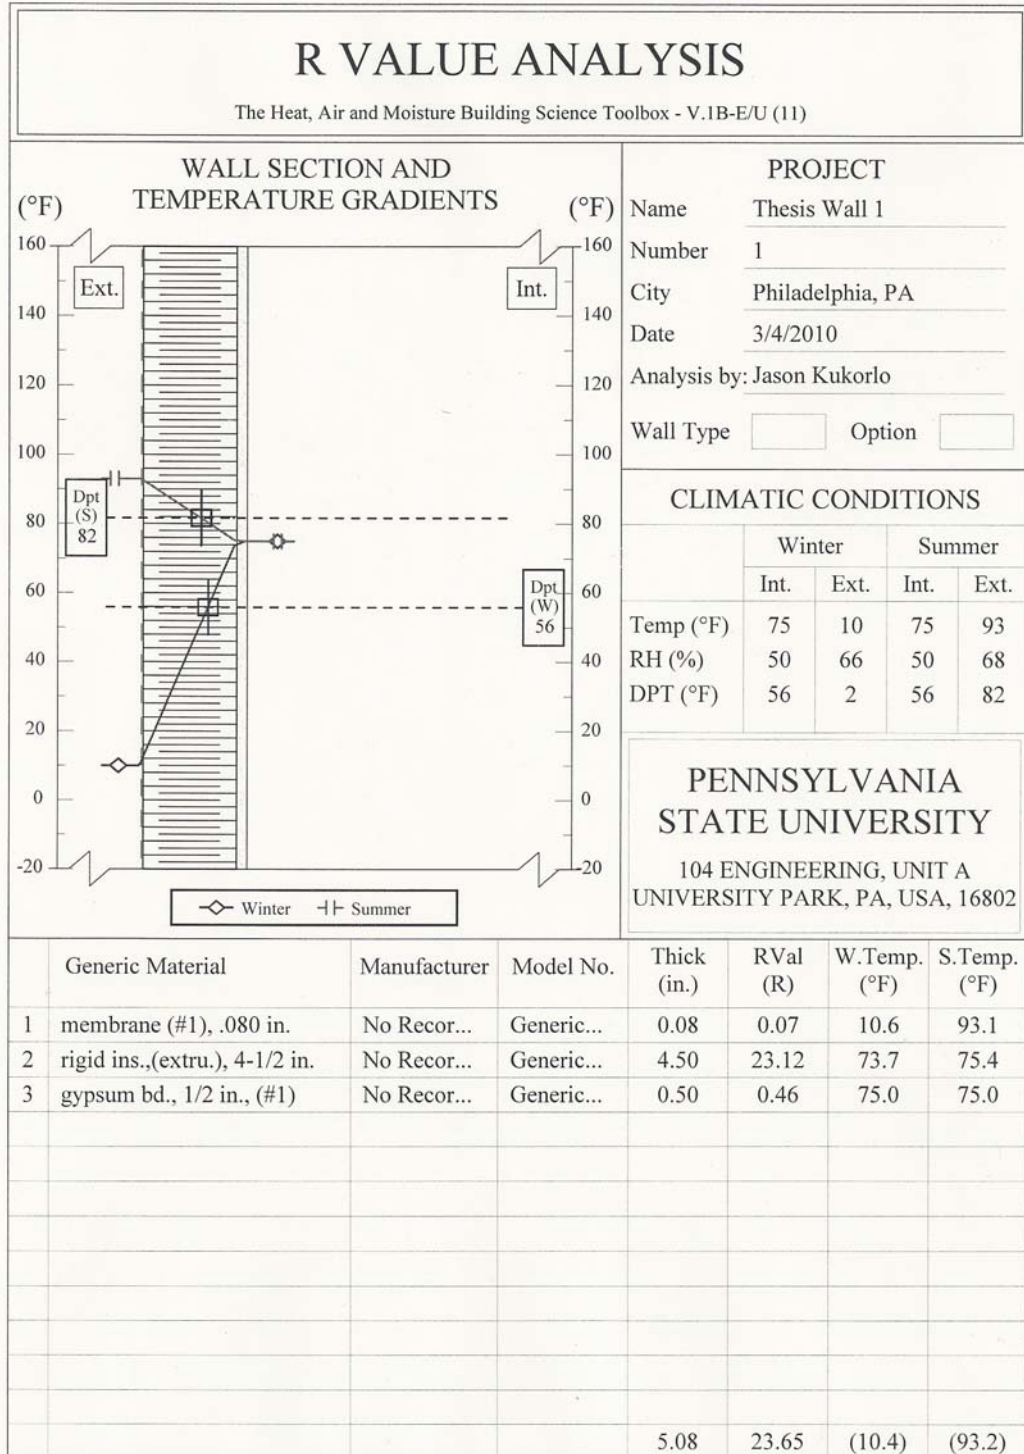 R VALUE ANALYSIS
The Heat, Air and Moisture Building Science Toolbox - V.1B-E/U (11)
WALL SECTION AND
TEMPERATURE GRADIENTS
(°F)
(°F)
160
140
120
100
80
60
40
20
0
-20
Ext.
Int.
160
140
120
100
80
60
40
20
0
-20
Dpt
(S)
82
Dpt
(W)
56
Winter
Summer
PROJECT
Name Thesis Wall 1
Number 1
City Philadelphia, PA
Date 3/4/2010
Analysis by: Jason Kukorlo
Wall Type Option
CLIMATIC CONDITIONS
Winter Summer
Int. Ext. Int. Ext.
Temp (°F) 75 10 75 93
RH (%) 50 66 50 68
DPT (°F) 56 2 56 82
PENNSYLVANIA
STATE UNIVERSITY
104 ENGINEERING, UNIT A
UNIVERSITY PARK, PA, USA, 16802
Generic Material Manufacturer Model No. Thick (in.) RVal (R) W.Temp. (°F) S.Temp. (°F)
1 membrane (#1), .080 in. No Recor... Generic... 0.08 0.07 10.6 93.1
2 rigid ins.,(extru.), 4-1/2 in. No Recor... Generic... 4.50 23.12 73.7 75.4
3 gypsum bd., 1/2 in., (#1) No Recor... Generic... 0.50 0.46 75.0 75.0
5.08 23.65 (10.4) (93.2)